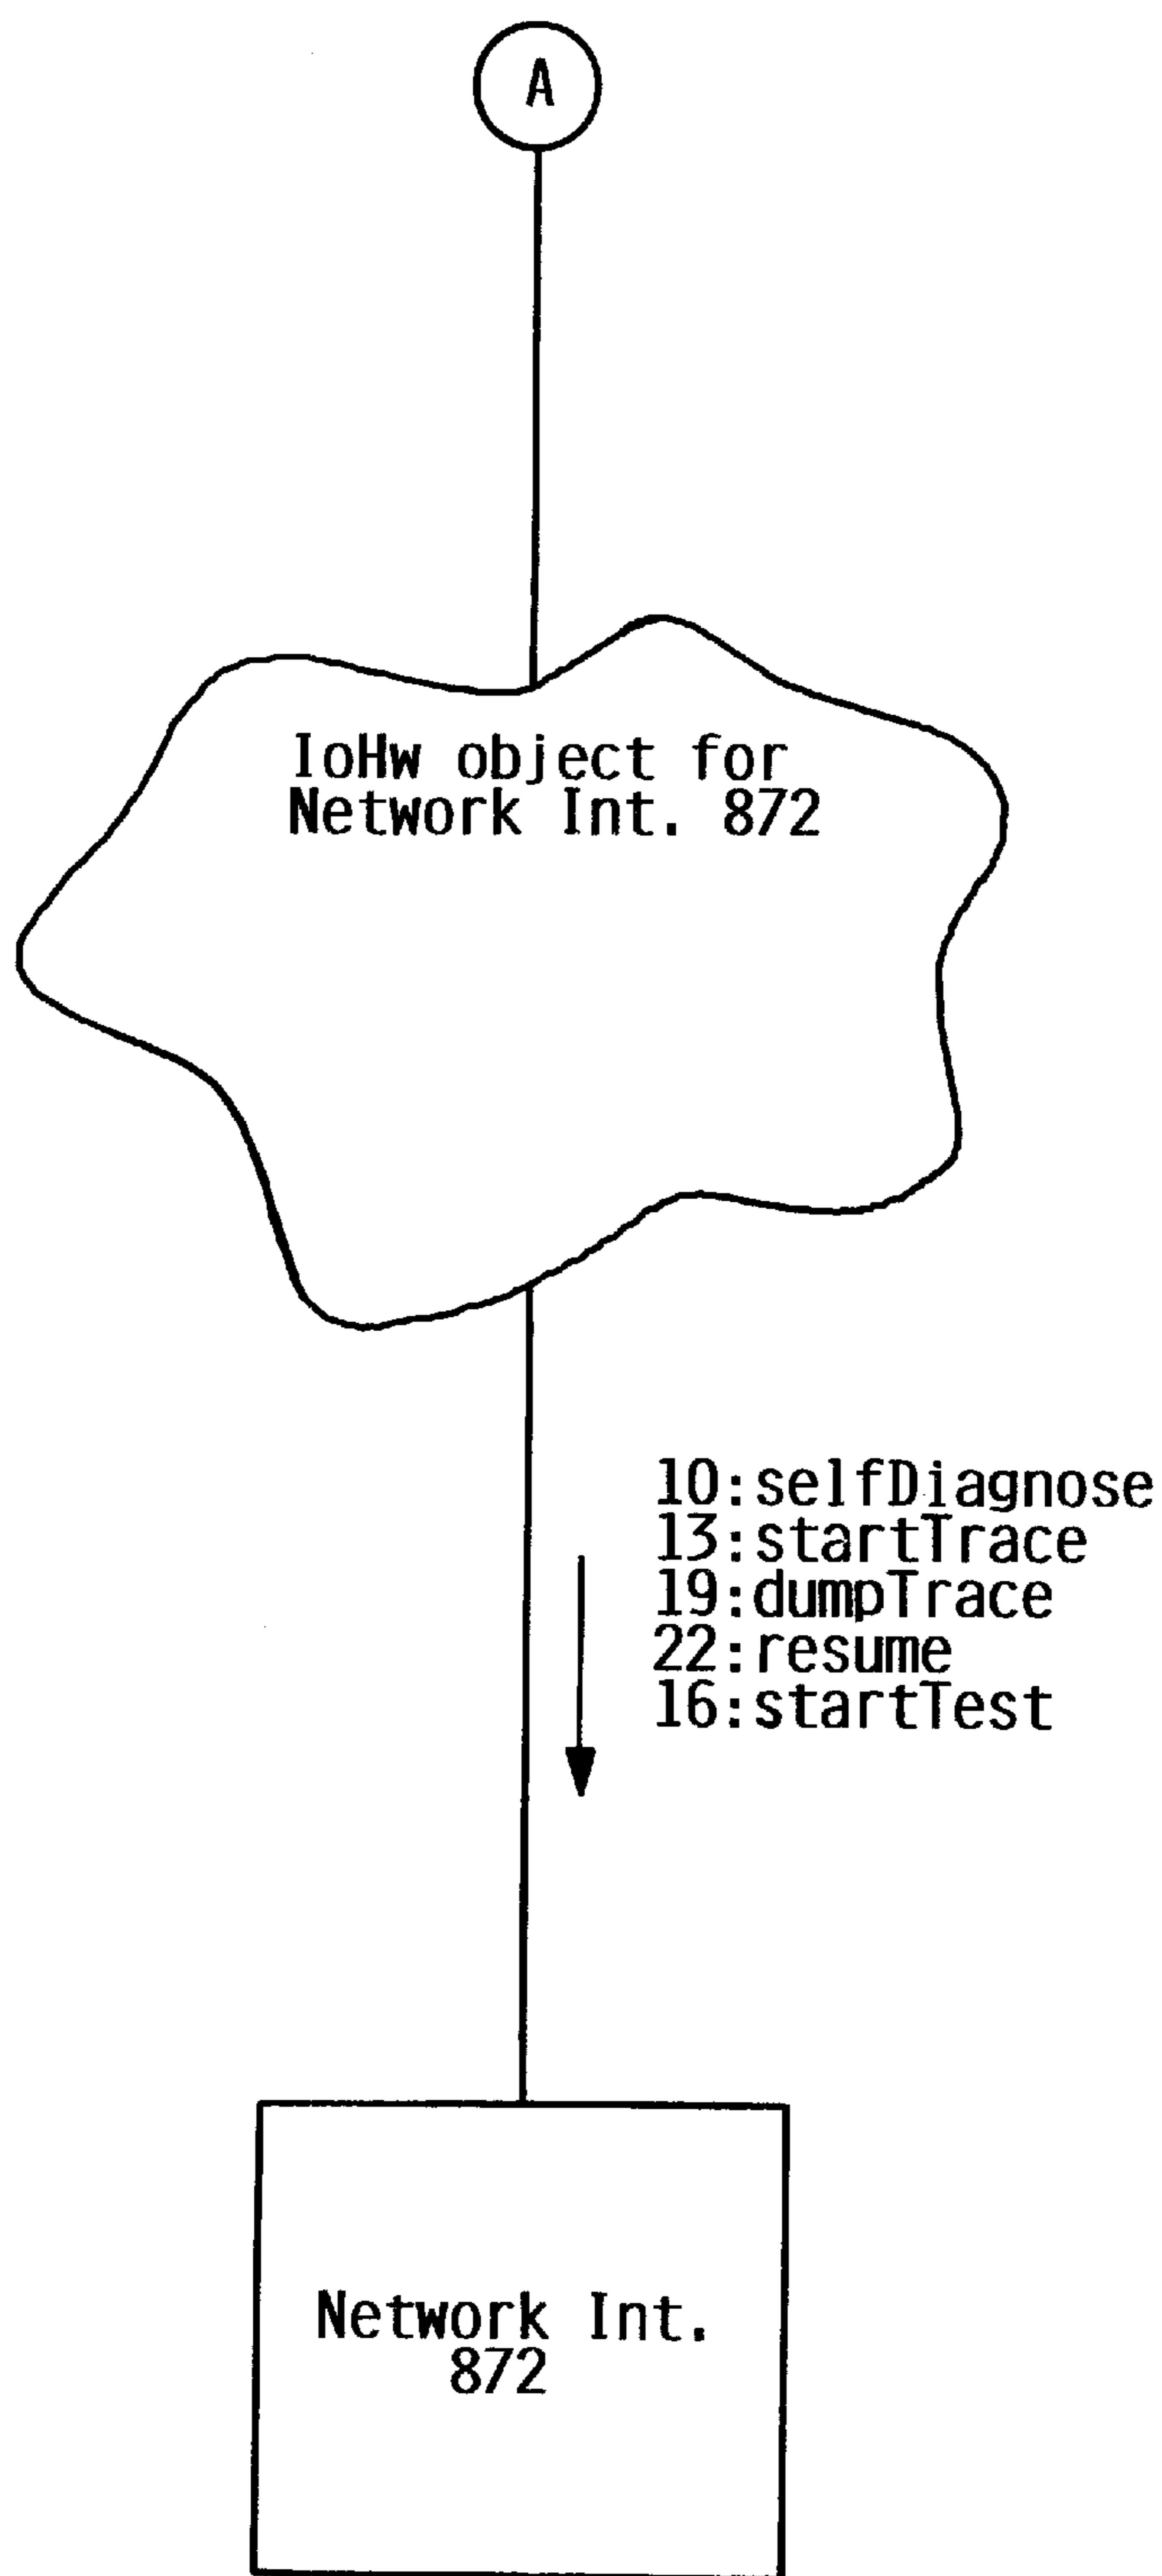 A
IoHw object for
Network Int. 872
10:selfDiagnose
13:startTrace
19:dumpTrace
22:resume
16:startTest
Network Int.
872